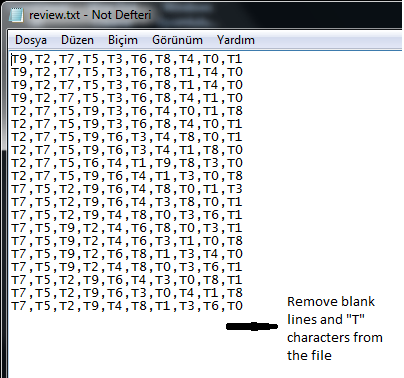 Windows
review.txt - Not Defteri
Dosya Düzen Biçim Görünüm Yardım
T9,T2,T7,T5,T3,T6,T8,T4,T0,T1
T9,T2,T7,T5,T3,T6,T8,T1,T4,T0
T9,T2,T7,T5,T3,T6,T8,T1,T4,T0
T9,T2,T7,T5,T3,T6,T8,T4,T1,T0
T2,T7,T5,T9,T3,T6,T4,T0,T1,T8
T2,T7,T5,T9,T3,T6,T8,T4,T0,T1
T2,T7,T5,T9,T6,T3,T4,T8,T0,T1
T2,T7,T5,T9,T6,T3,T4,T8,T1,T0
T2,T7,T5,T6,T4,T1,T9,T8,T3,T0
T2,T7,T5,T9,T6,T4,T1,T3,T0,T8
T7,T5,T2,T9,T6,T4,T8,T0,T1,T3
T7,T5,T2,T9,T6,T4,T3,T8,T0,T1
T7,T5,T2,T9,T4,T8,T0,T3,T6,T1
T7,T5,T9,T2,T4,T6,T8,T0,T3,T1
T7,T5,T9,T2,T4,T6,T3,T1,T0,T8
T7,T5,T9,T2,T6,T8,T1,T3,T4,T0
T7,T5,T2,T9,T4,T8,T0,T3,T6,T1
T7,T5,T2,T9,T6,T4,T3,T0,T8,T1
T7,T5,T2,T9,T6,T3,T0,T4,T1,T8
T7,T5,T2,T9,T4,T8,T1,T3,T6,T0
Remove blank
lines and "T"
characters from
the file